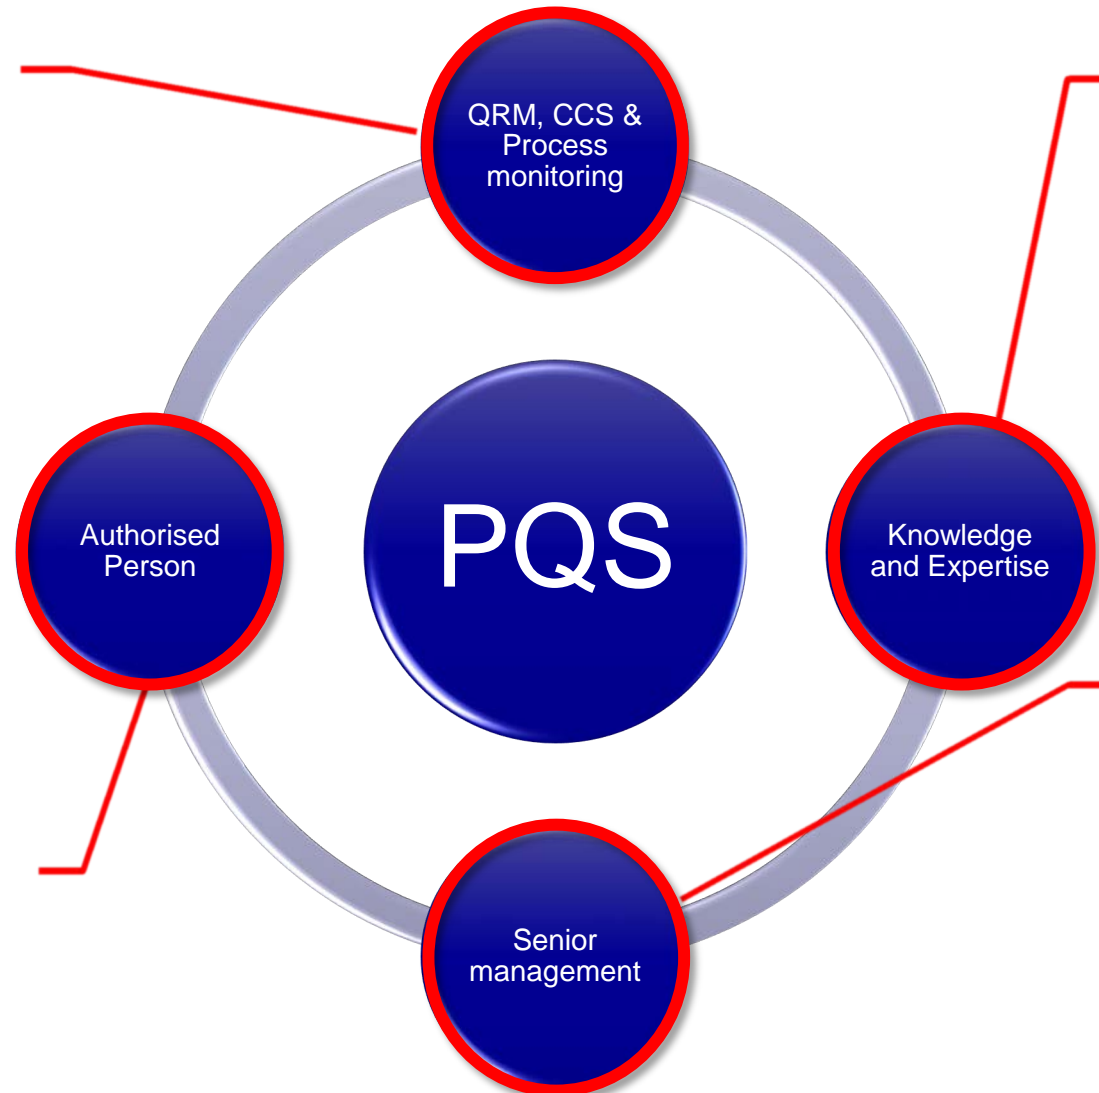 QRM, CCS &
Process
monitoring
Authorised
Person
PQS
Knowledge
and Expertise
Senior
management